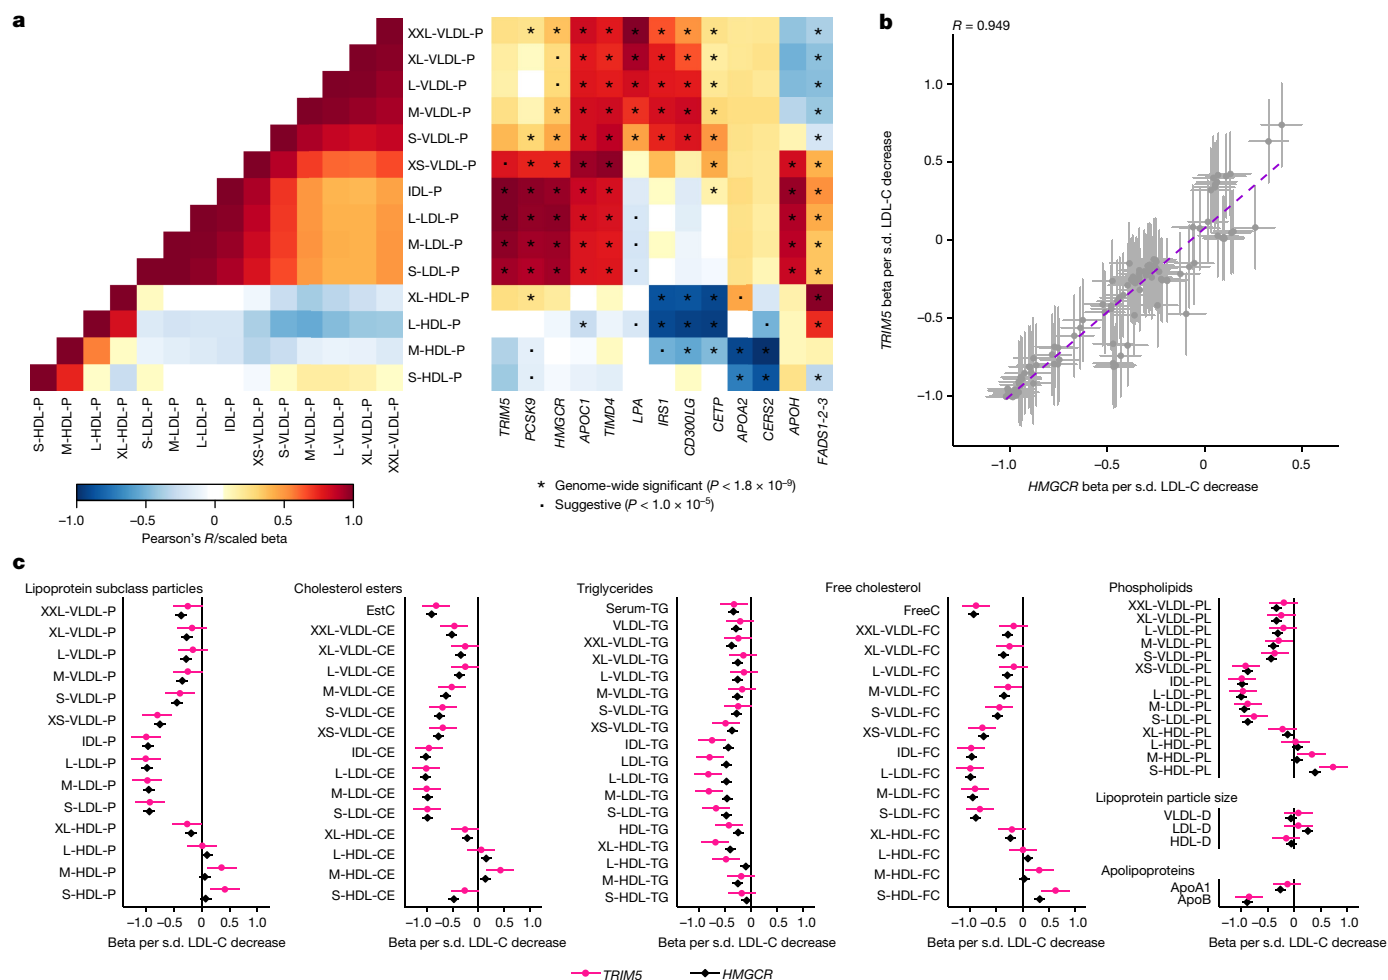 a
XXL-VLDL-P
XL-VLDL-P
L-VLDL-P
M-VLDL-P
S-VLDL-P
XS-VLDL-P
IDL-P
L-LDL-P
M-LDL-P
S-LDL-P
XL-HDL-P
L-HDL-P
M-HDL-P
S-HDL-P
S-HDL-P
M-HDL-P
L-HDL-P
XL-HDL-P
S-LDL-P
M-LDL-P
L-LDL-P
IDL-P
XS-VLDL-P
S-VLDL-P
M-VLDL-P
L-VLDL-P
XL-VLDL-P
XXL-VLDL-P
TRIM5
PCSK9
HMGCR
APOC1
TIMD4
LPA
IRS1
CD300LG
CETP
APOA2
CERS2
APOH
FADS1-2-3
−1.0 −0.5 0 0.5 1.0
Pearson's R/scaled beta
* Genome-wide significant (P < 1.8 × 10⁻⁹)
▪ Suggestive (P < 1.0 × 10⁻⁵)
b
R = 0.949
TRIM5 beta per s.d. LDL-C decrease
1.0
0.5
0
−0.5
−1.0
−1.0 −0.5 0 0.5
HMGCR beta per s.d. LDL-C decrease
c
Lipoprotein subclass particles
XXL-VLDL-P
XL-VLDL-P
L-VLDL-P
M-VLDL-P
S-VLDL-P
XS-VLDL-P
IDL-P
L-LDL-P
M-LDL-P
S-LDL-P
XL-HDL-P
L-HDL-P
M-HDL-P
S-HDL-P
−1.0 −0.5 0 0.5 1.0
Beta per s.d. LDL-C decrease
Cholesterol esters
EstC
XXL-VLDL-CE
XL-VLDL-CE
L-VLDL-CE
M-VLDL-CE
S-VLDL-CE
XS-VLDL-CE
IDL-CE
L-LDL-CE
M-LDL-CE
S-LDL-CE
XL-HDL-CE
L-HDL-CE
M-HDL-CE
S-HDL-CE
−1.0 −0.5 0 0.5 1.0
Beta per s.d. LDL-C decrease
Triglycerides
Serum-TG
VLDL-TG
XXL-VLDL-TG
XL-VLDL-TG
L-VLDL-TG
M-VLDL-TG
S-VLDL-TG
XS-VLDL-TG
IDL-TG
LDL-TG
L-LDL-TG
M-LDL-TG
S-LDL-TG
HDL-TG
XL-HDL-TG
L-HDL-TG
M-HDL-TG
S-HDL-TG
−1.0 −0.5 0 0.5 1.0
Beta per s.d. LDL-C decrease
Free cholesterol
FreeC
XXL-VLDL-FC
XL-VLDL-FC
L-VLDL-FC
M-VLDL-FC
S-VLDL-FC
XS-VLDL-FC
IDL-FC
L-LDL-FC
M-LDL-FC
S-LDL-FC
XL-HDL-FC
L-HDL-FC
M-HDL-FC
S-HDL-FC
−1.0 −0.5 0 0.5 1.0
Beta per s.d. LDL-C decrease
Phospholipids
XXL-VLDL-PL
XL-VLDL-PL
L-VLDL-PL
M-VLDL-PL
S-VLDL-PL
XS-VLDL-PL
IDL-PL
L-LDL-PL
M-LDL-PL
S-LDL-PL
XL-HDL-PL
L-HDL-PL
M-HDL-PL
S-HDL-PL
Lipoprotein particle size
VLDL-D
LDL-D
HDL-D
Apolipoproteins
ApoA1
ApoB
−1.0 −0.5 0 0.5 1.0
Beta per s.d. LDL-C decrease
TRIM5 HMGCR